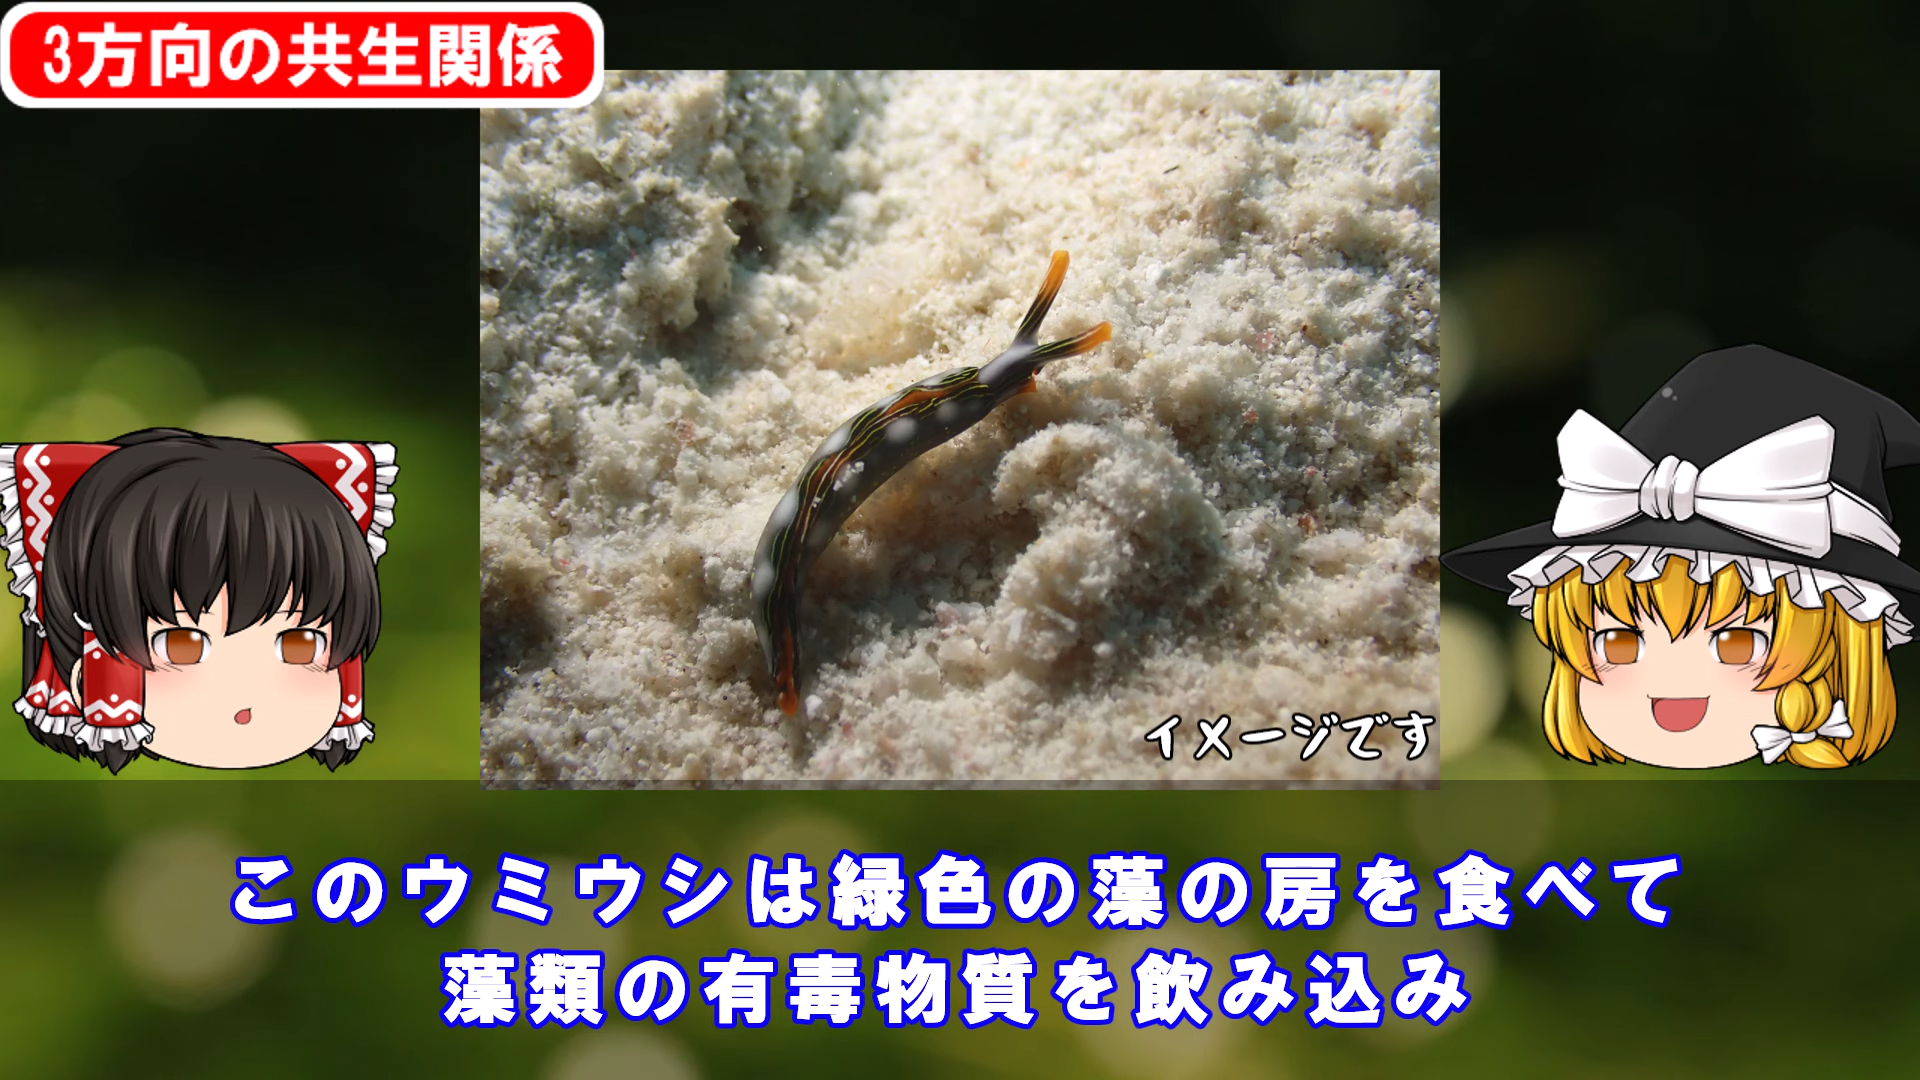 3方向の共生関係
イメージです
このウミウシは緑色の藻の房を食べて
藻類の有毒物質を飲み込み